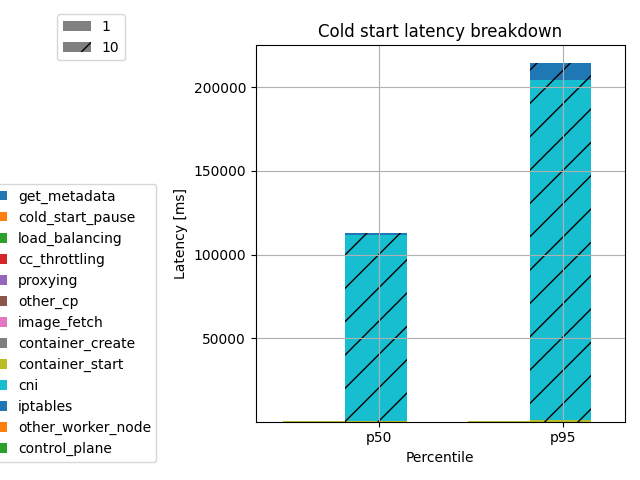 1
10
Cold start latency breakdown
200000
150000
100000
50000
Latency [ms]
p50
p95
Percentile
get_metadata
cold_start_pause
load_balancing
cc_throttling
proxying
other_cp
image_fetch
container_create
container_start
cni
iptables
other_worker_node
control_plane